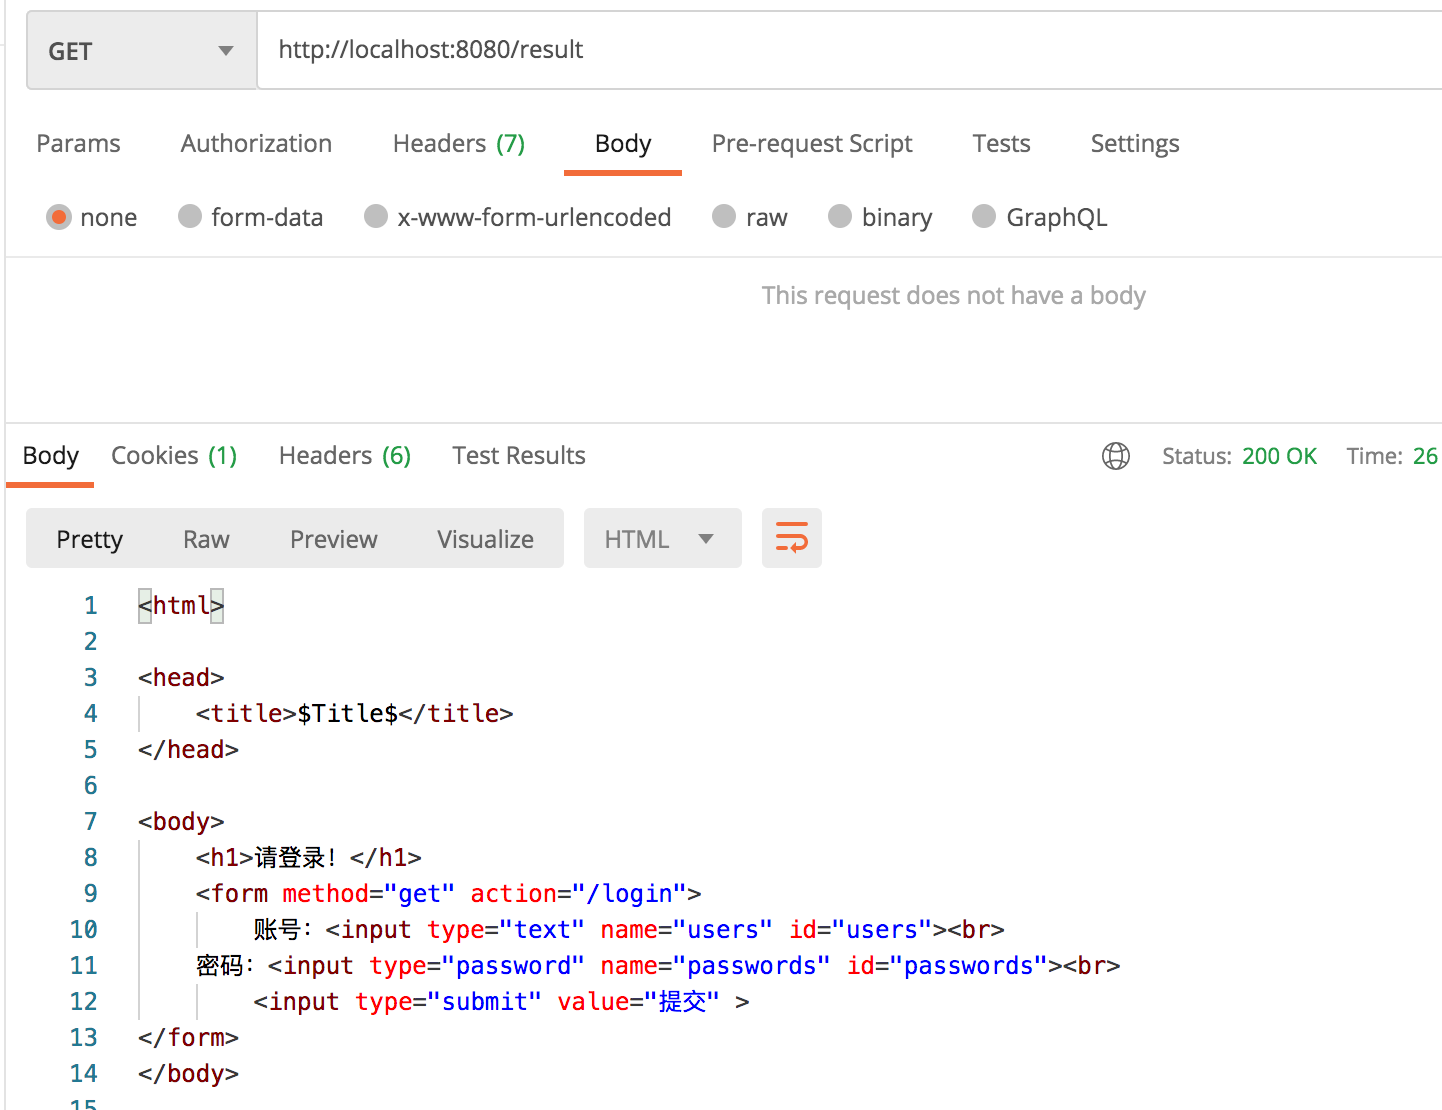 GET http://localhost:8080/result
Params Authorization Headers (7) Body Pre-request Script Tests Settings
none form-data x-www-form-urlencoded raw binary GraphQL
This request does not have a body
Body Cookies (1) Headers (6) Test Results Status: 200 OK Time: 26
Pretty Raw Preview Visualize HTML
1 <html>
2
3 <head>
4 <title>$Title$</title>
5 </head>
6
7 <body>
8 <h1>请登录！</h1>
9 <form method="get" action="/login">
10 账号：<input type="text" name="users" id="users"><br>
11 密码：<input type="password" name="passwords" id="passwords"><br>
12 <input type="submit" value="提交" >
13 </form>
14 </body>
15